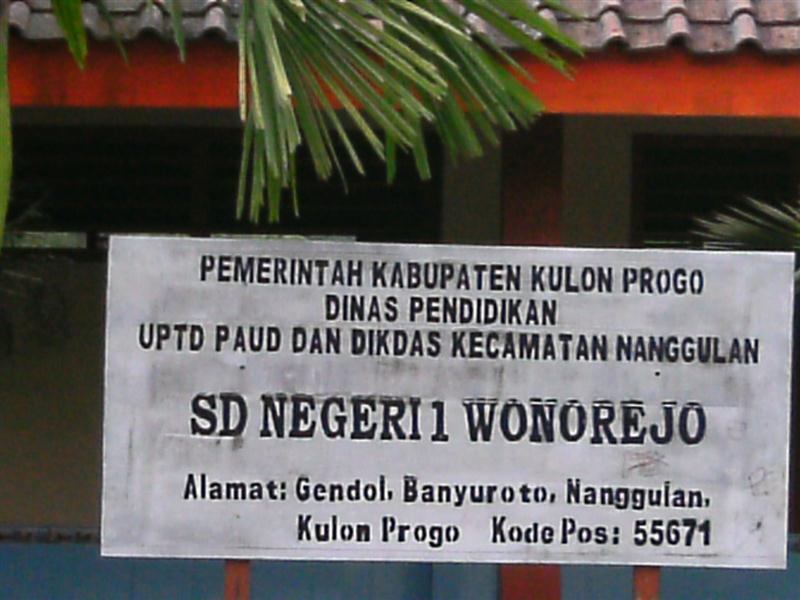 PEMERINTAH KABUPATEN KULON PROGO
DINAS PENDIDIKAN
UPTD PAUD DAN DIKDAS KECAMATAN NANGGULAN
SD NEGERI 1 WONOREJO
Alamat: Gendol, Banyuroto, Nanggulan,
Kulon Progo Kode Pos: 55671